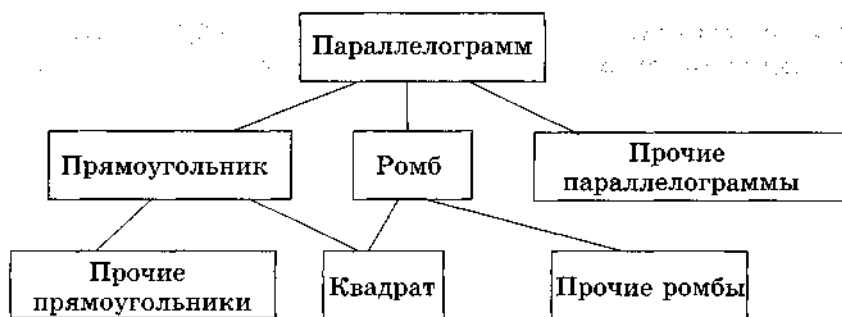 Параллелограмм
Прямоугольник
Ромб
Прочие
параллелограммы
Прочие
прямоугольники
Квадрат
Прочие ромбы